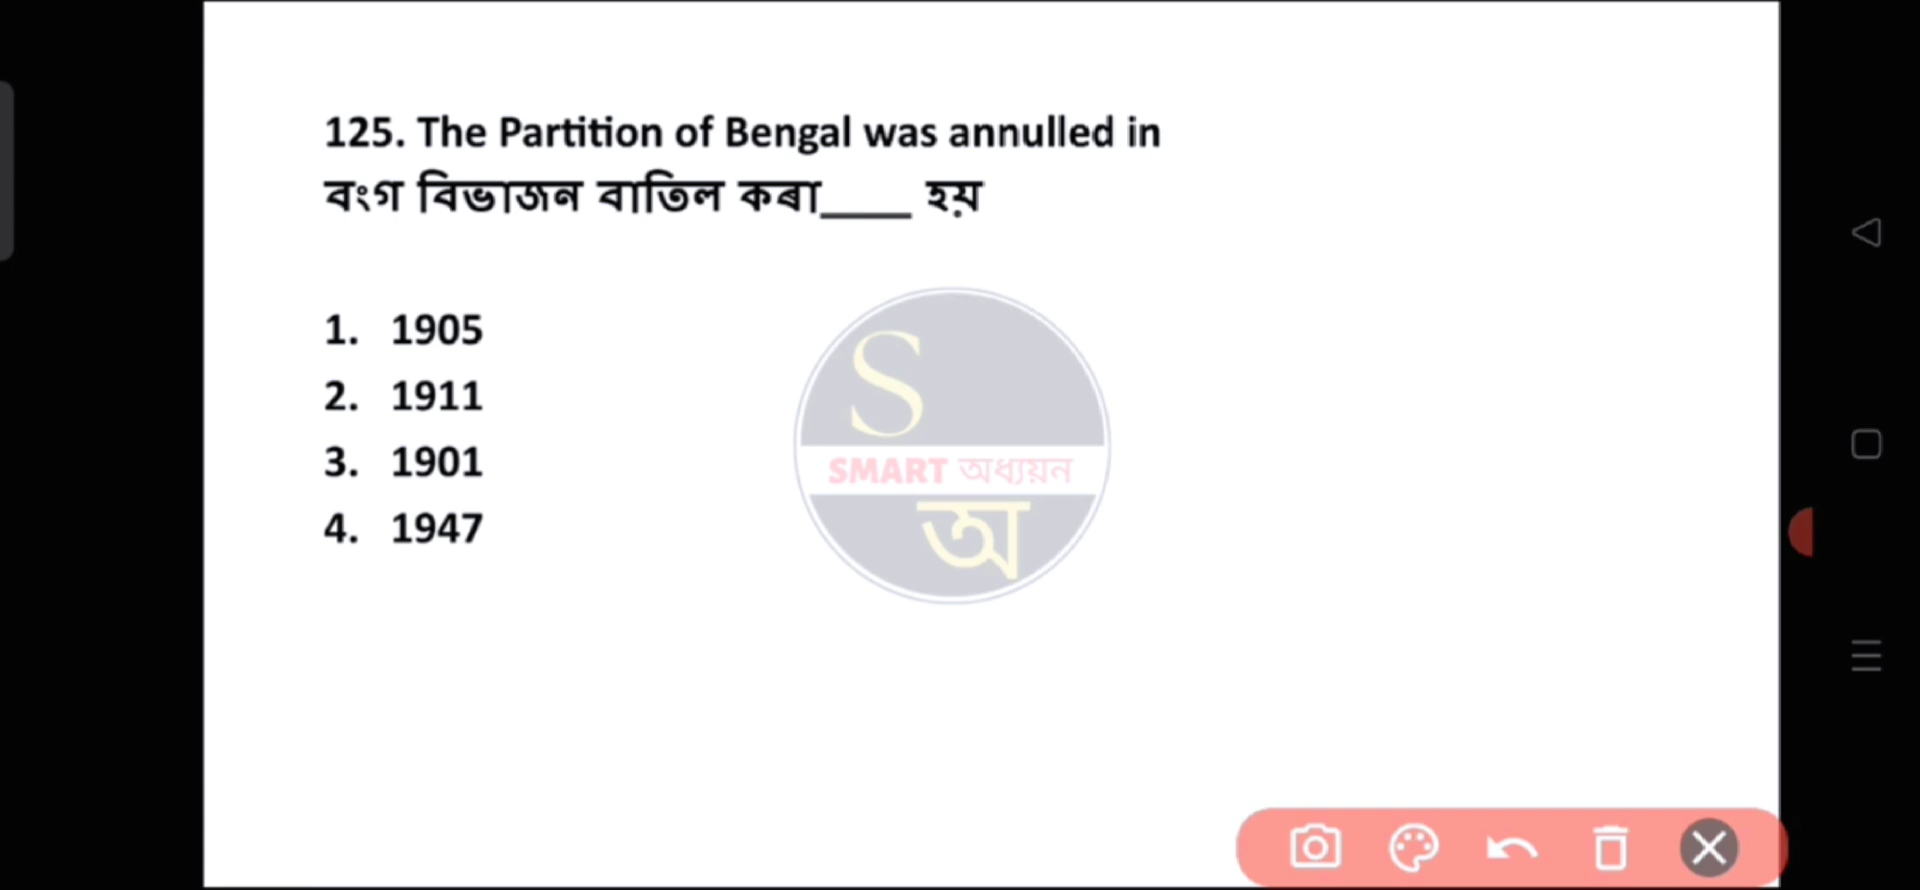 125. The Partition of Bengal was annulled in
বংগ বিভাজন বাতিল কৰা____ হয়
1. 1905
2. 1911
3. 1901
4. 1947
S
SMART অধ্যয়ন
অ